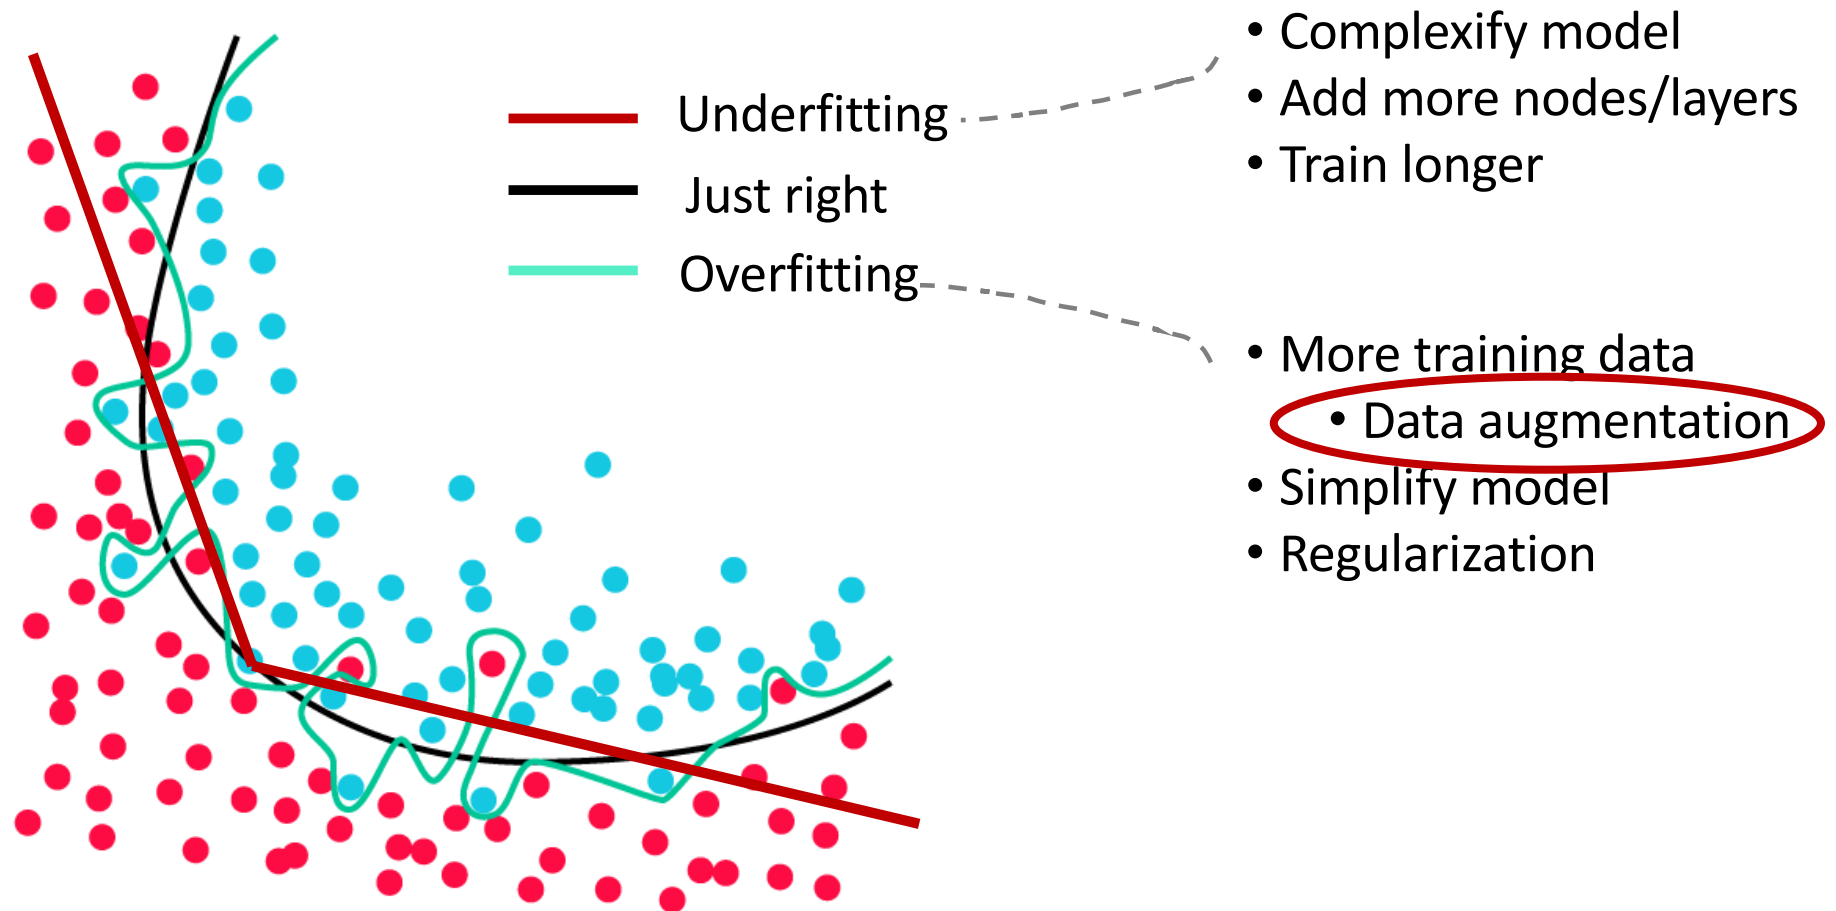 Underfitting
Just right
Overfitting
• Complexify model
• Add more nodes/layers
• Train longer
• More training data
• Data augmentation
• Simplify model
• Regularization